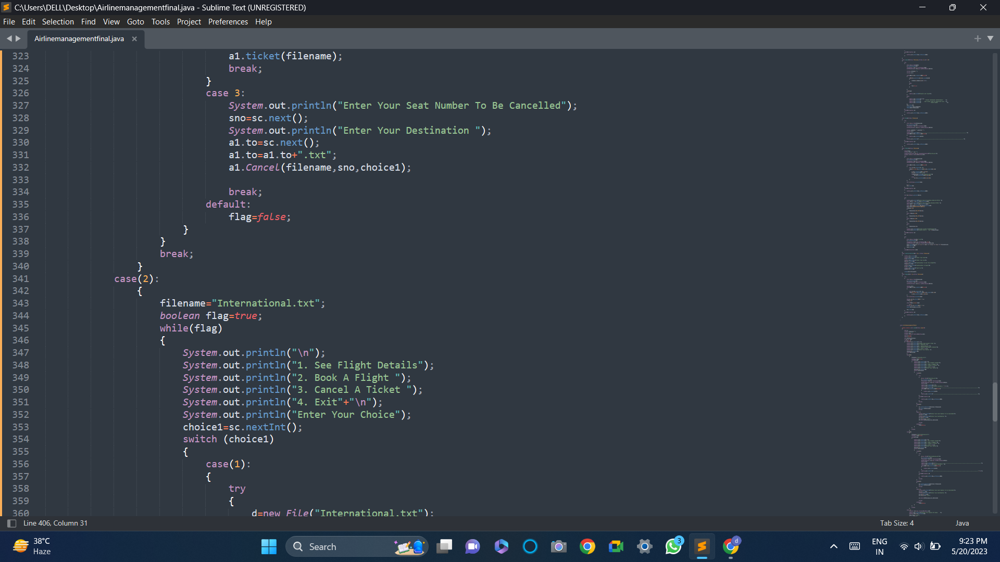 C:\Users\DELL\Desktop\Airlinemanagementfinal.java - Sublime Text (UNREGISTERED)
File Edit Selection Find View Goto Tools Project Preferences Help
Airlinemanagementfinal.java
323 a1.ticket(filename);
324 break;
325 }
326 case 3:
327 System.out.println("Enter Your Seat Number To Be Cancelled");
328 sno=sc.next();
329 System.out.println("Enter Your Destination ");
330 a1.to=sc.next();
331 a1.to=a1.to+".txt";
332 a1.Cancel(filename,sno,choice1);
333
334 break;
335 default:
336 flag=false;
337 }
338 }
339 break;
340 }
341 case(2):
342 {
343 filename="International.txt";
344 boolean flag=true;
345 while(flag)
346 {
347 System.out.println("\n");
348 System.out.println("1. See Flight Details");
349 System.out.println("2. Book A Flight ");
350 System.out.println("3. Cancel A Ticket ");
351 System.out.println("4. Exit"+"\n");
352 System.out.println("Enter Your Choice");
353 choice1=sc.nextInt();
354 switch (choice1)
355 {
356 case(1):
357 {
358 try
359 {
360 d=new File("International.txt");
Line 406, Column 31 Tab Size: 4 Java
38°C
Haze
Search
3
d
ENG
IN
9:23 PM
5/20/2023